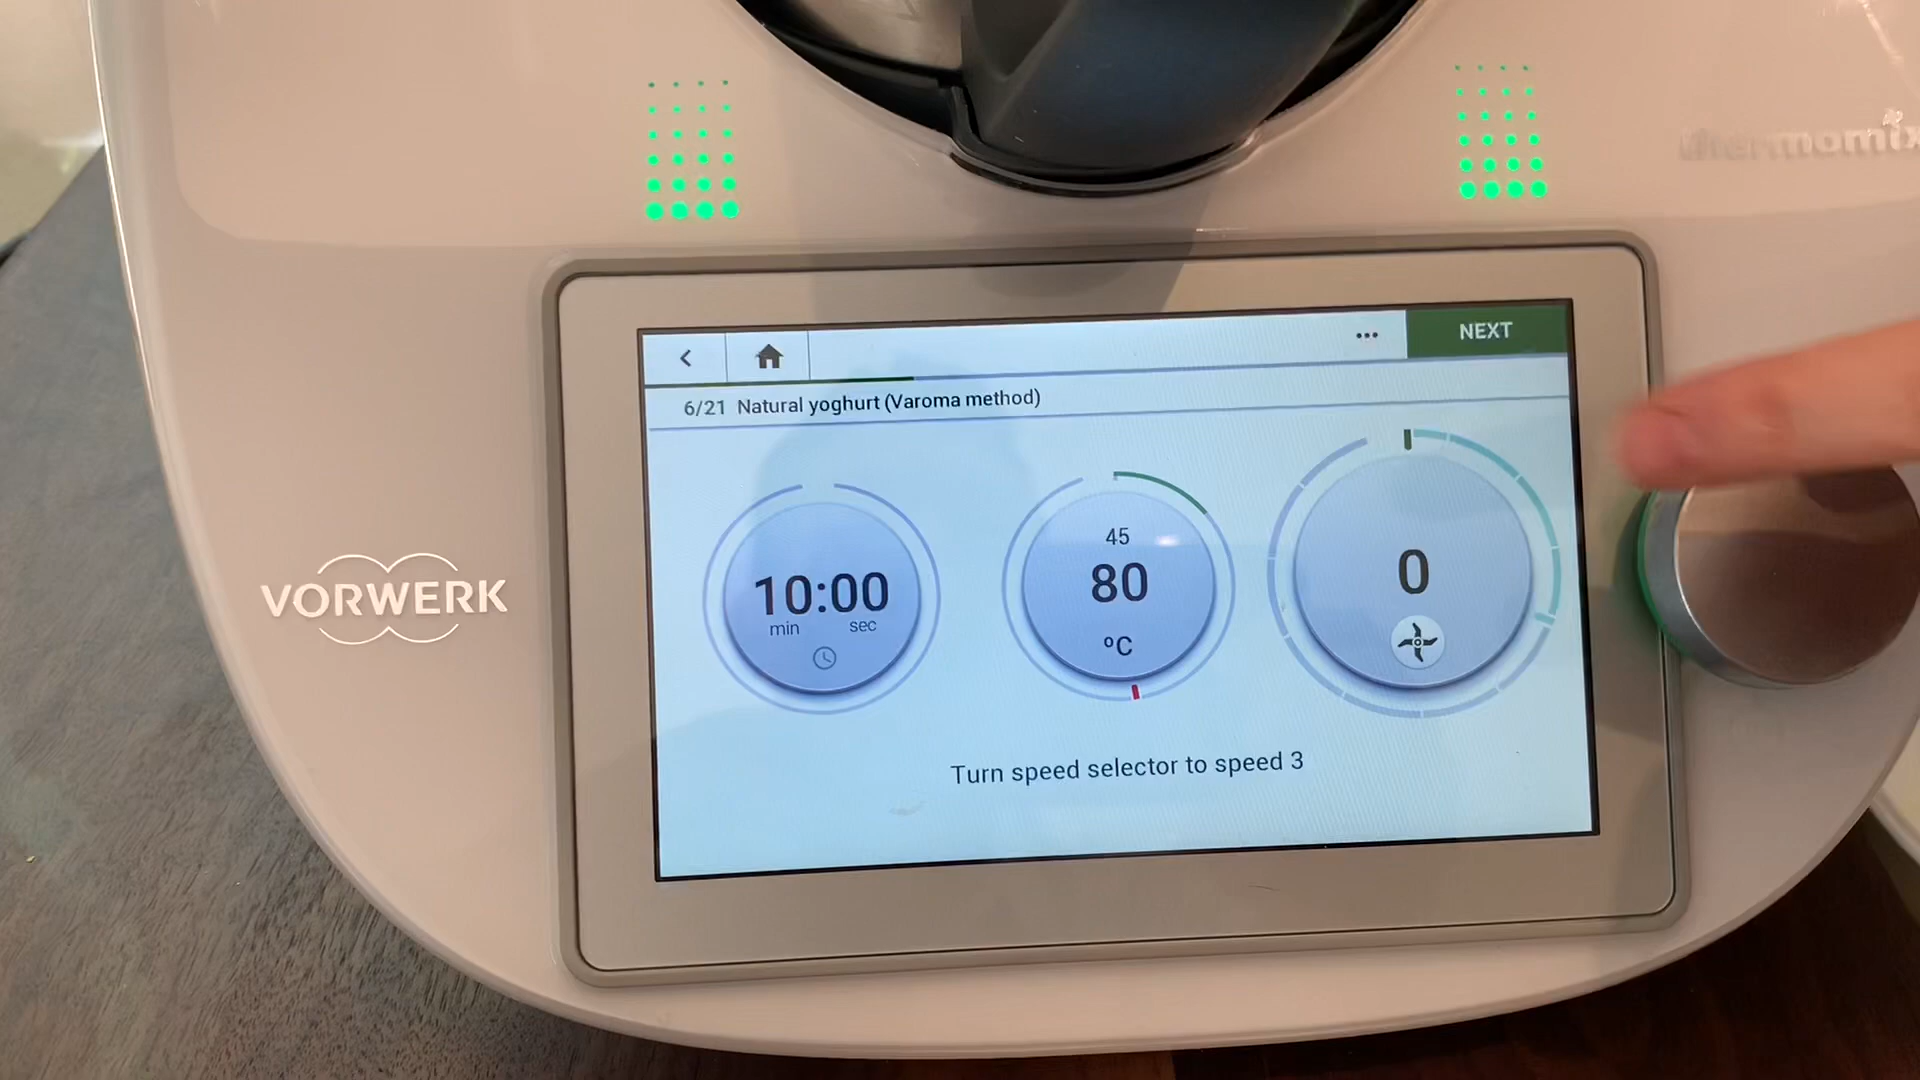 thermomix
NEXT
6/21 Natural yoghurt (Varoma method)
10:00
min sec
45
80
°C
0
VORWERK
Turn speed selector to speed 3